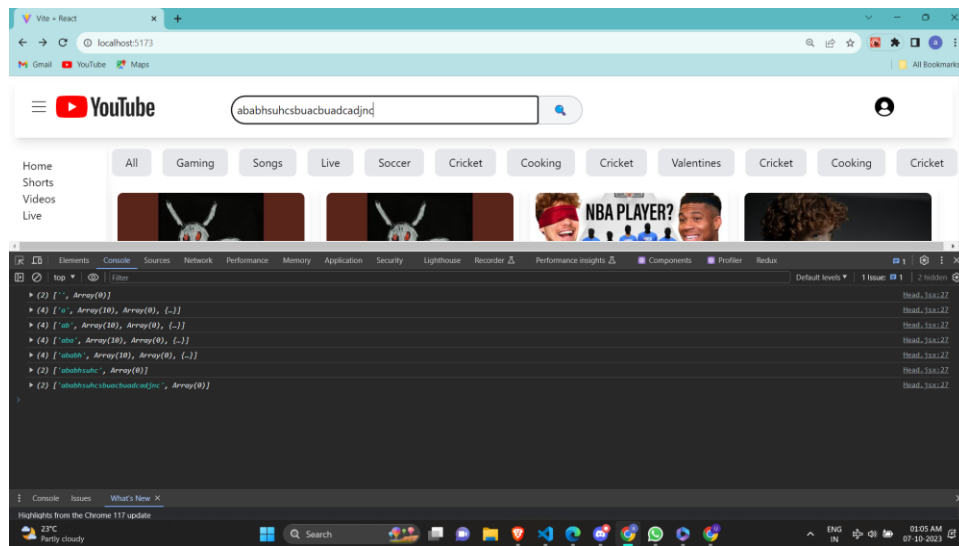 Vite + React
localhost:5173
Gmail YouTube Maps All Bookmarks
YouTube ababhsuhcsbuacbuadcadjnc
Home
Shorts
Videos
Live
All Gaming Songs Live Soccer Cricket Cooking Cricket Valentines Cricket Cooking Cricket
NBA PLAYER?
Elements Console Sources Network Performance Memory Application Security Lighthouse Recorder Performance insights Components Profiler Redux 1
top Filter Default levels 1 Issue: 1 2 hidden
(2) ['', Array(0)] Head.jsx:27
(4) ['a', Array(10), Array(0), {…}] Head.jsx:27
(4) ['ab', Array(10), Array(0), {…}] Head.jsx:27
(4) ['aba', Array(10), Array(0), {…}] Head.jsx:27
(4) ['ababh', Array(10), Array(0), {…}] Head.jsx:27
(2) ['ababhsuhc', Array(0)] Head.jsx:27
(2) ['ababhsuhcsbuacbuadcadjnc', Array(0)] Head.jsx:27
Console Issues What's New
Highlights from the Chrome 117 update
23°C
Partly cloudy
Search
ENG
IN
01:05 AM
07-10-2023